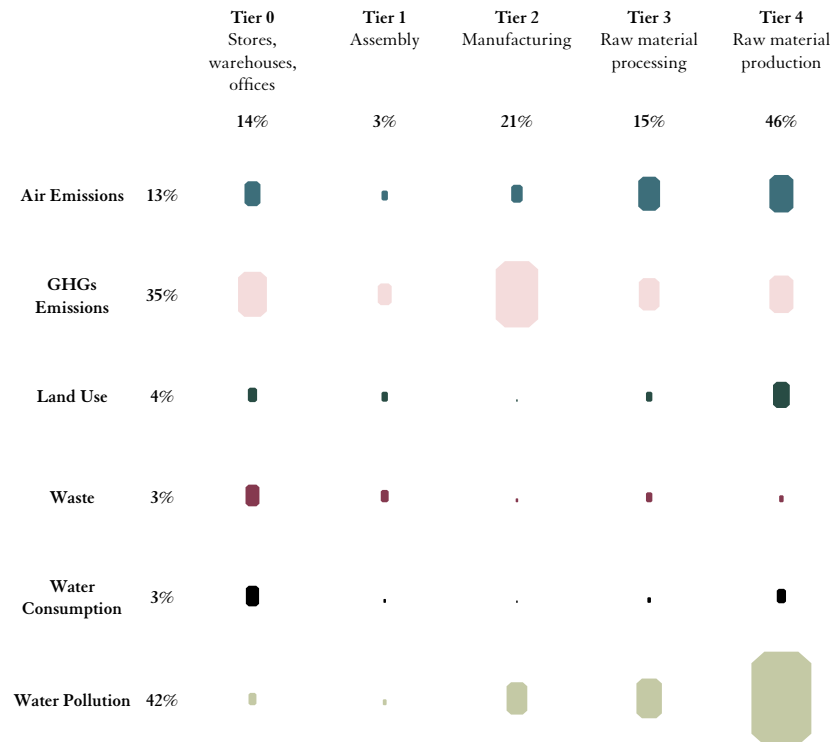 Tier 0
Stores,
warehouses,
offices
Tier 1
Assembly
Tier 2
Manufacturing
Tier 3
Raw material
processing
Tier 4
Raw material
production
14%
3%
21%
15%
46%
Air Emissions 13%
GHGs
Emissions
35%
Land Use 4%
Waste 3%
Water
Consumption
3%
Water Pollution 42%